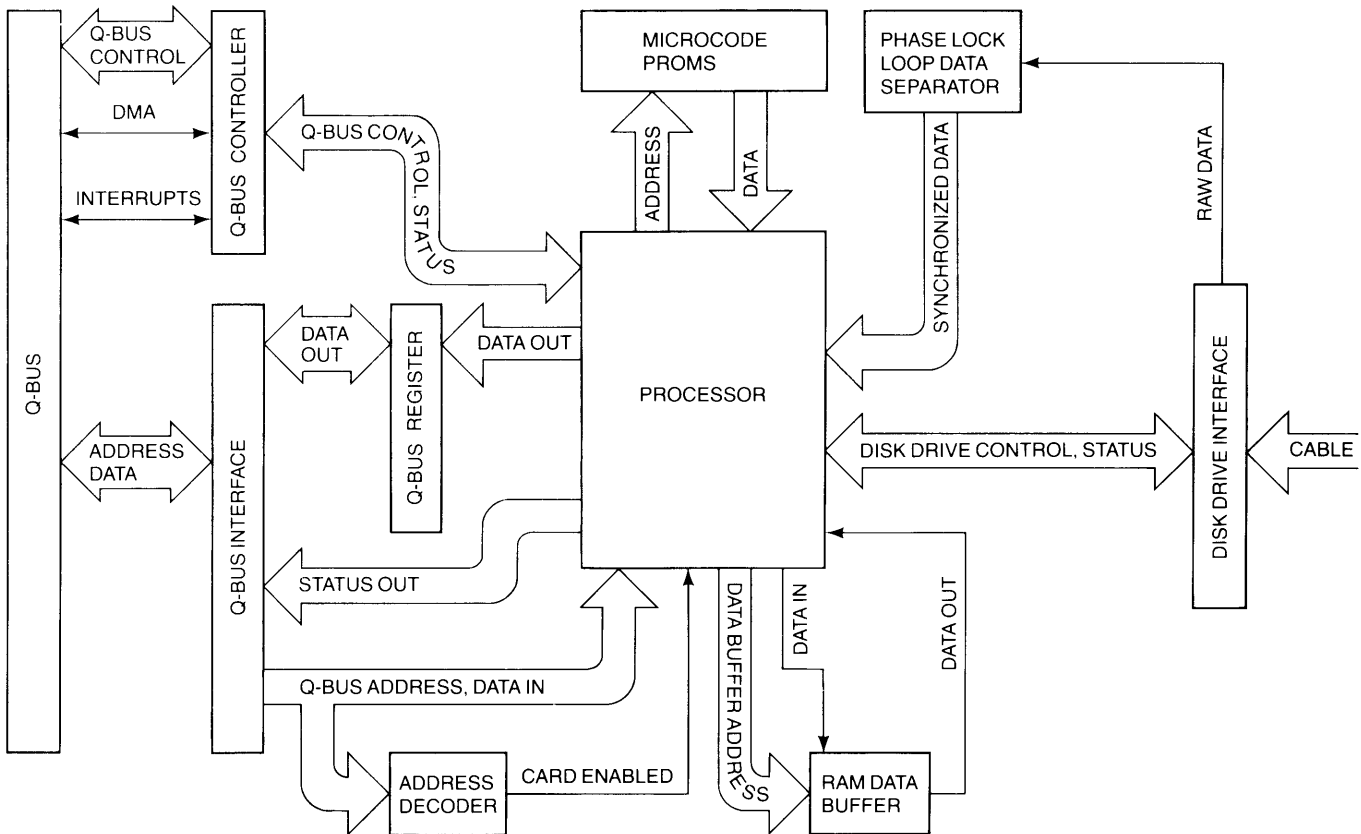 Q-BUS
CONTROL
DMA
INTERRUPTS
Q-BUS CONTROLLER
Q-BUS CONTROL, STATUS
MICROCODE
PROMS
ADDRESS
DATA
PHASE LOCK
LOOP DATA
SEPARATOR
SYNCHRONIZED DATA
RAW DATA
Q-BUS
ADDRESS
DATA
Q-BUS INTERFACE
DATA
OUT
Q-BUS REGISTER
DATA OUT
PROCESSOR
DISK DRIVE CONTROL, STATUS
DISK DRIVE INTERFACE
CABLE
STATUS OUT
Q-BUS ADDRESS, DATA IN
ADDRESS
DECODER
CARD ENABLED
DATA BUFFER ADDRESS
DATA IN
RAM DATA
BUFFER
DATA OUT